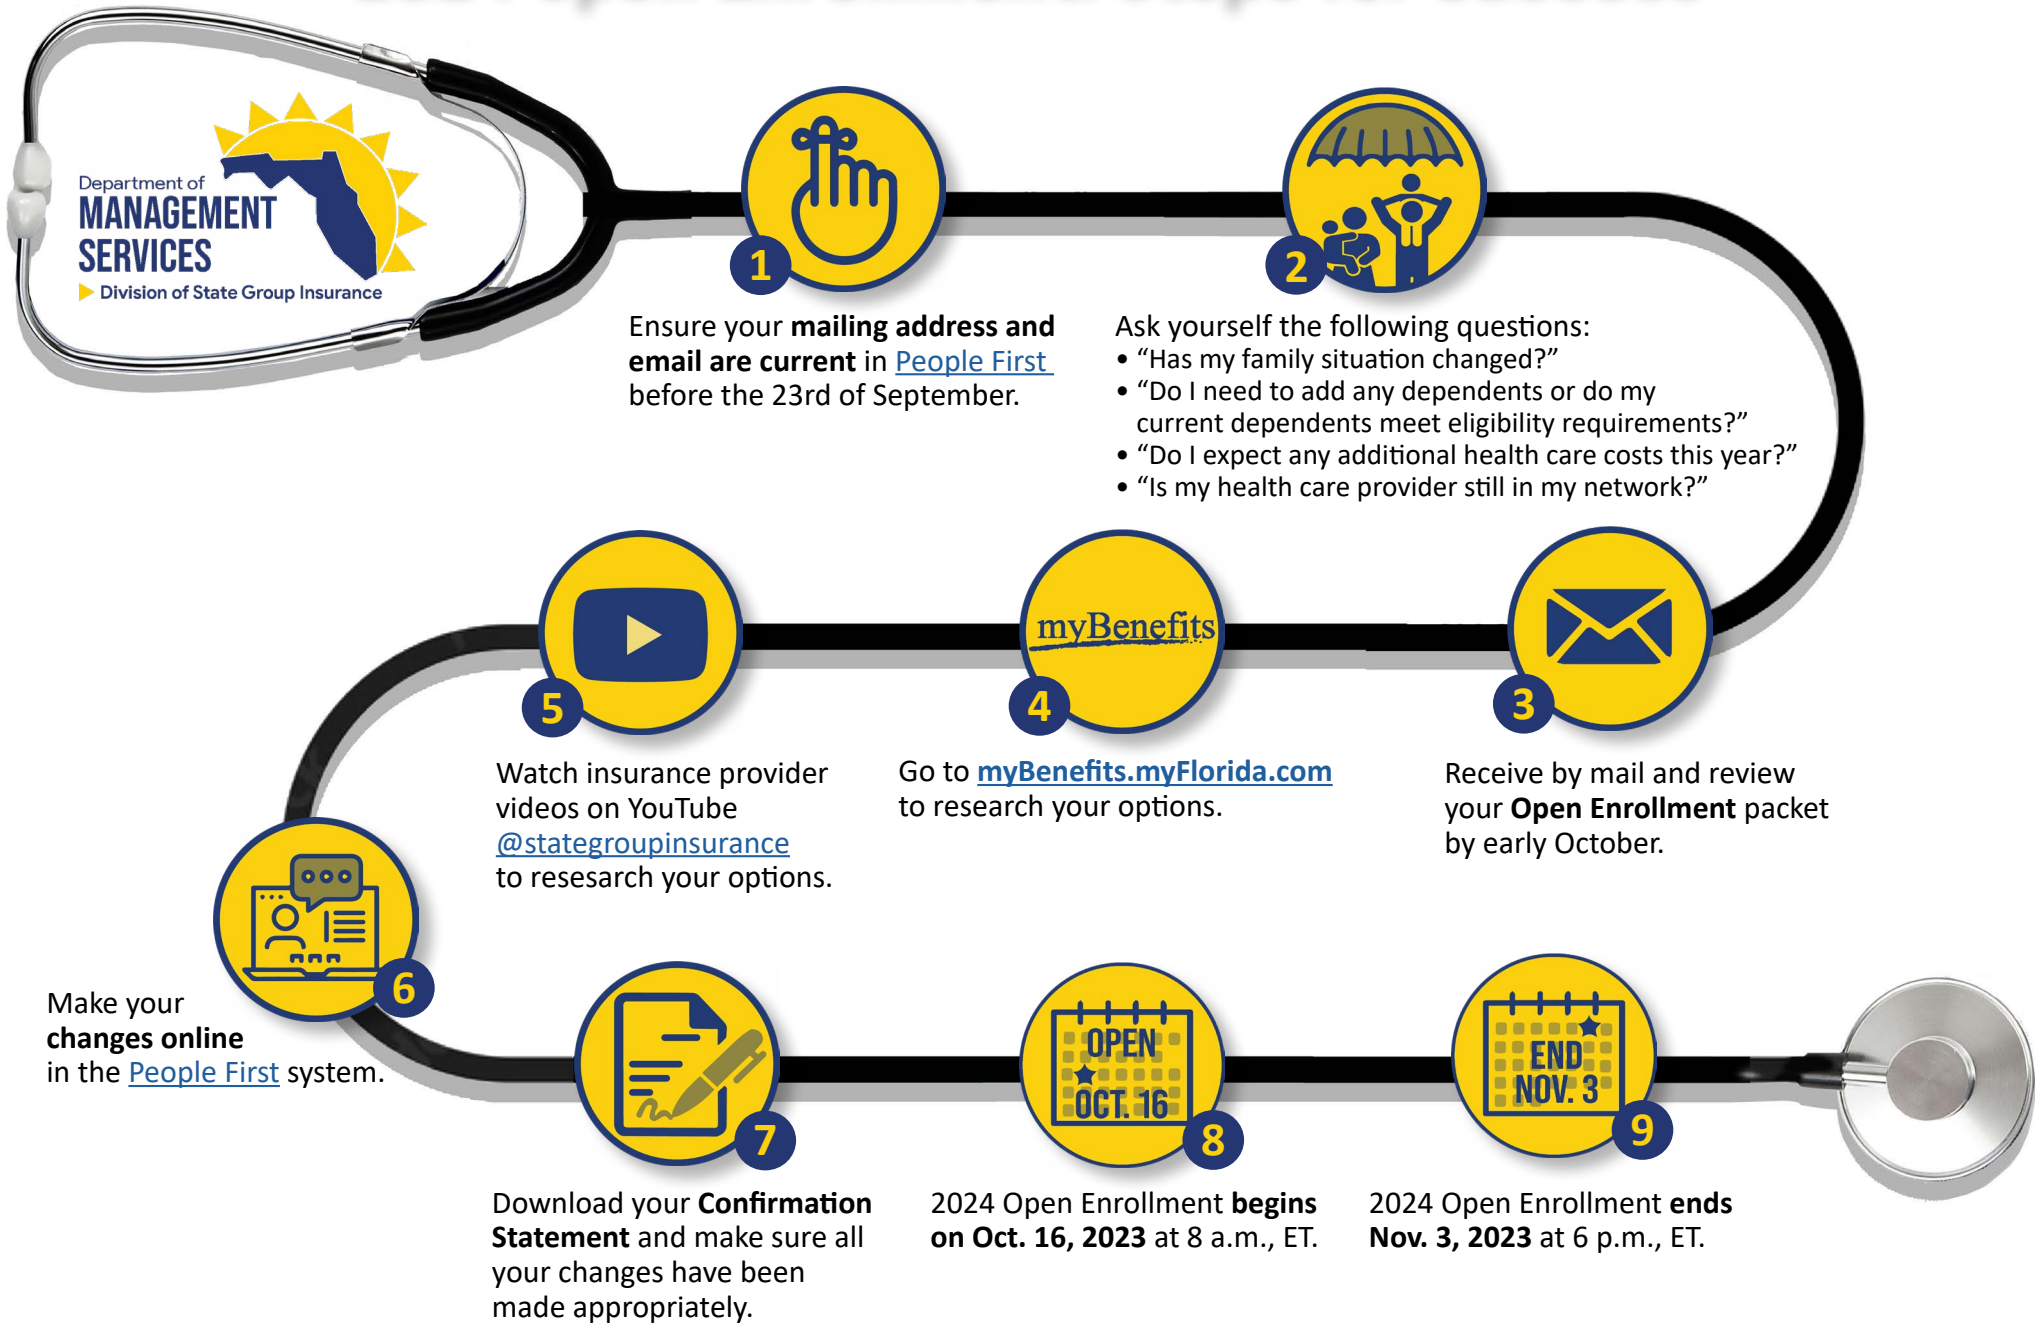 Department of
MANAGEMENT
SERVICES
Division of State Group Insurance
1
Ensure your mailing address and
email are current in People First
before the 23rd of September.
2
Ask yourself the following questions:
• “Has my family situation changed?”
• “Do I need to add any dependents or do my
current dependents meet eligibility requirements?”
• “Do I expect any additional health care costs this year?”
• “Is my health care provider still in my network?”
3
Receive by mail and review
your Open Enrollment packet
by early October.
myBenefits
4
Go to myBenefits.myFlorida.com
to research your options.
5
Watch insurance provider
videos on YouTube
@stategroupinsurance
to resesarch your options.
6
Make your
changes online
in the People First system.
7
Download your Confirmation
Statement and make sure all
your changes have been
made appropriately.
OPEN
OCT. 16
8
2024 Open Enrollment begins
on Oct. 16, 2023 at 8 a.m., ET.
END
NOV. 3
9
2024 Open Enrollment ends
Nov. 3, 2023 at 6 p.m., ET.